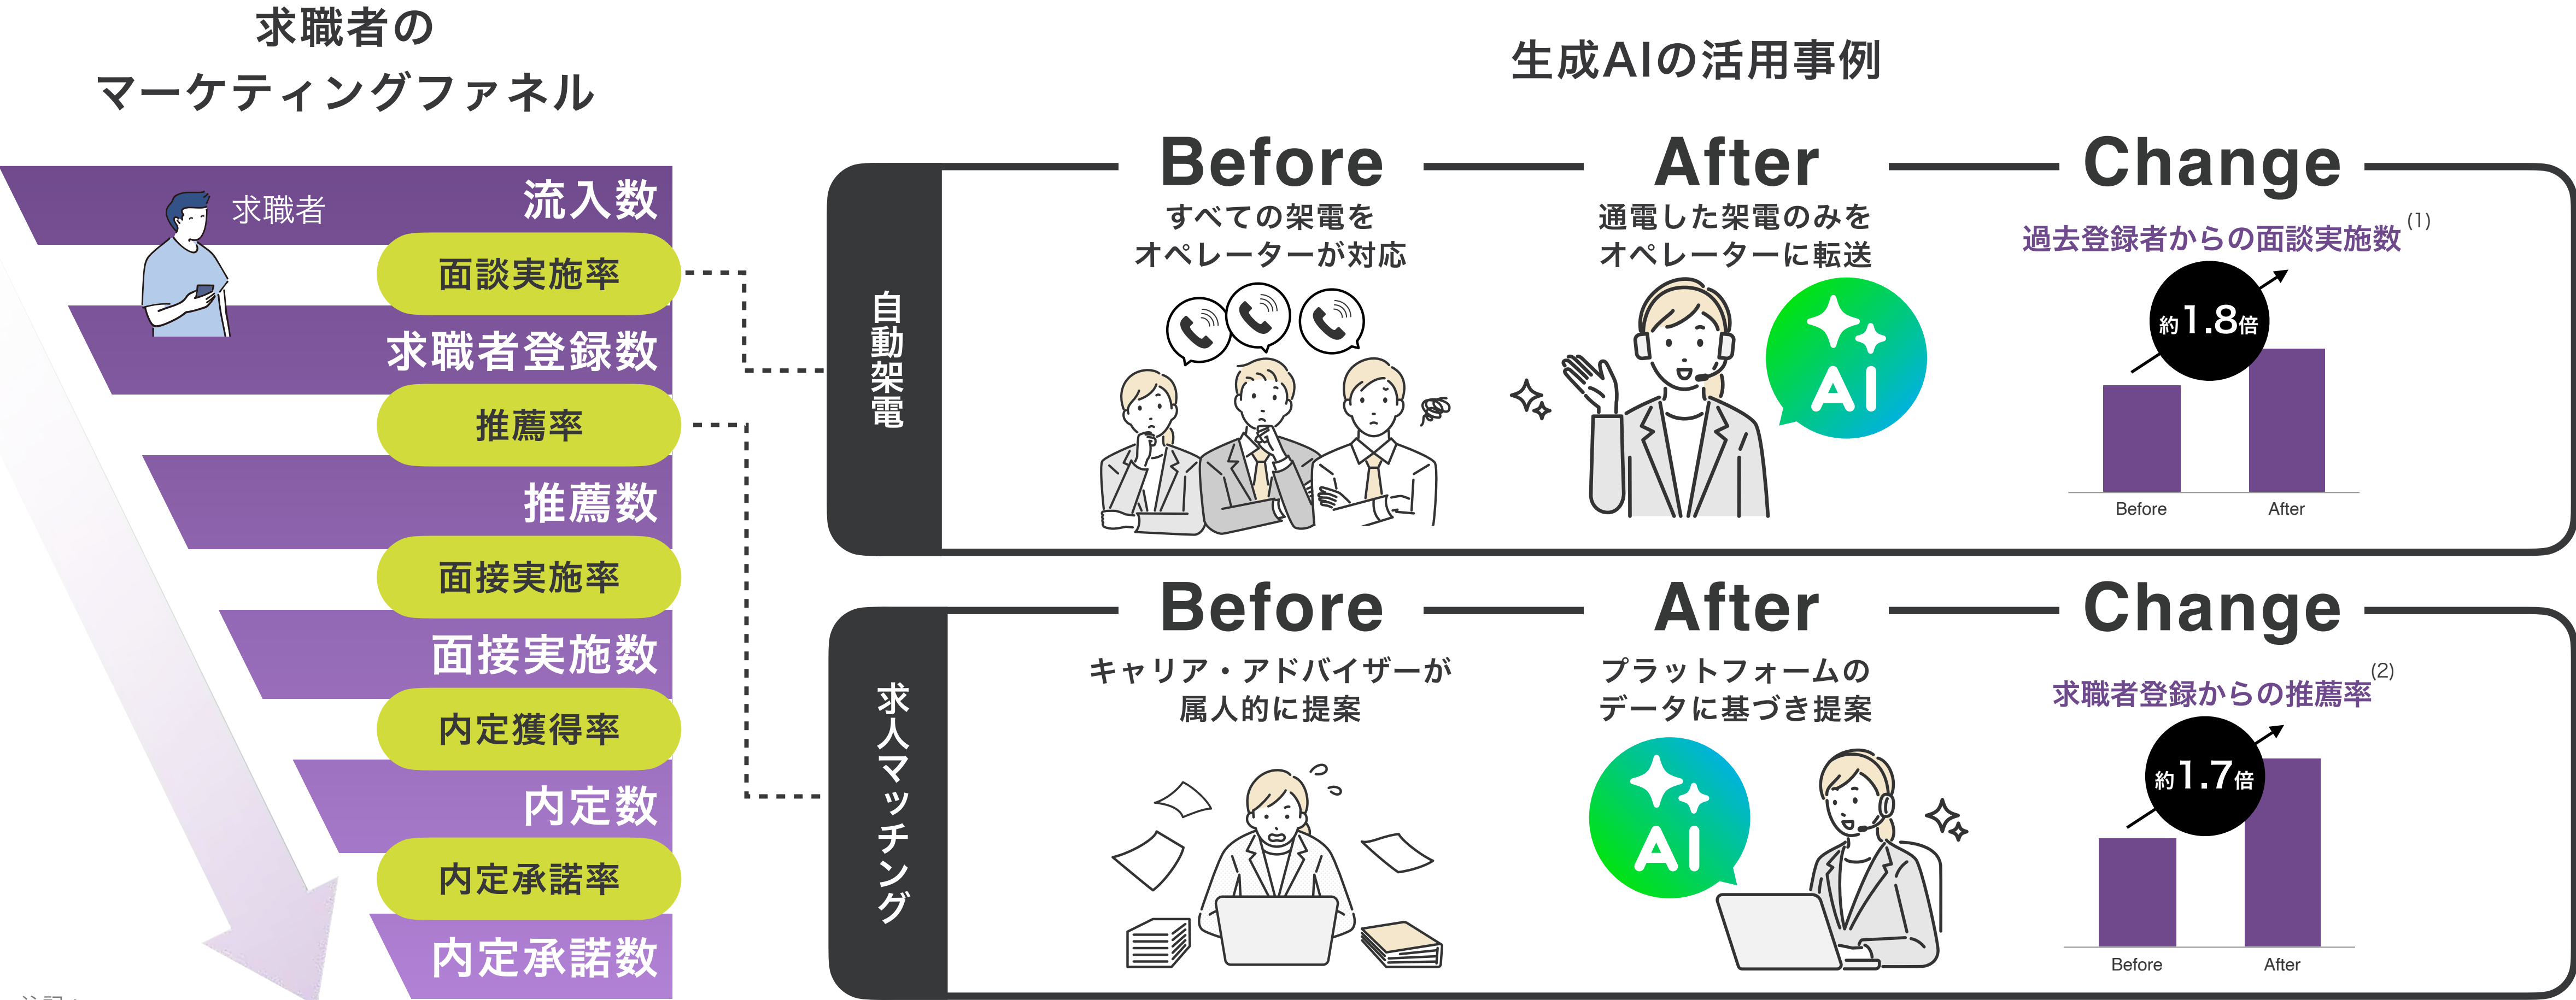 求職者の
マーケティングファネル
求職者
流入数
面談実施率
求職者登録数
推薦率
推薦数
面接実施率
面接実施数
内定獲得率
内定数
内定承諾率
内定承諾数
生成AIの活用事例
自動架電
Before
すべての架電を
オペレーターが対応
After
通電した架電のみを
オペレーターに転送
AI
Change
過去登録者からの面談実施数(1)
約1.8倍
Before
After
求人マッチング
Before
キャリア・アドバイザーが
属人的に提案
After
プラットフォームの
データに基づき提案
AI
Change
求職者登録からの推薦率(2)
約1.7倍
Before
After